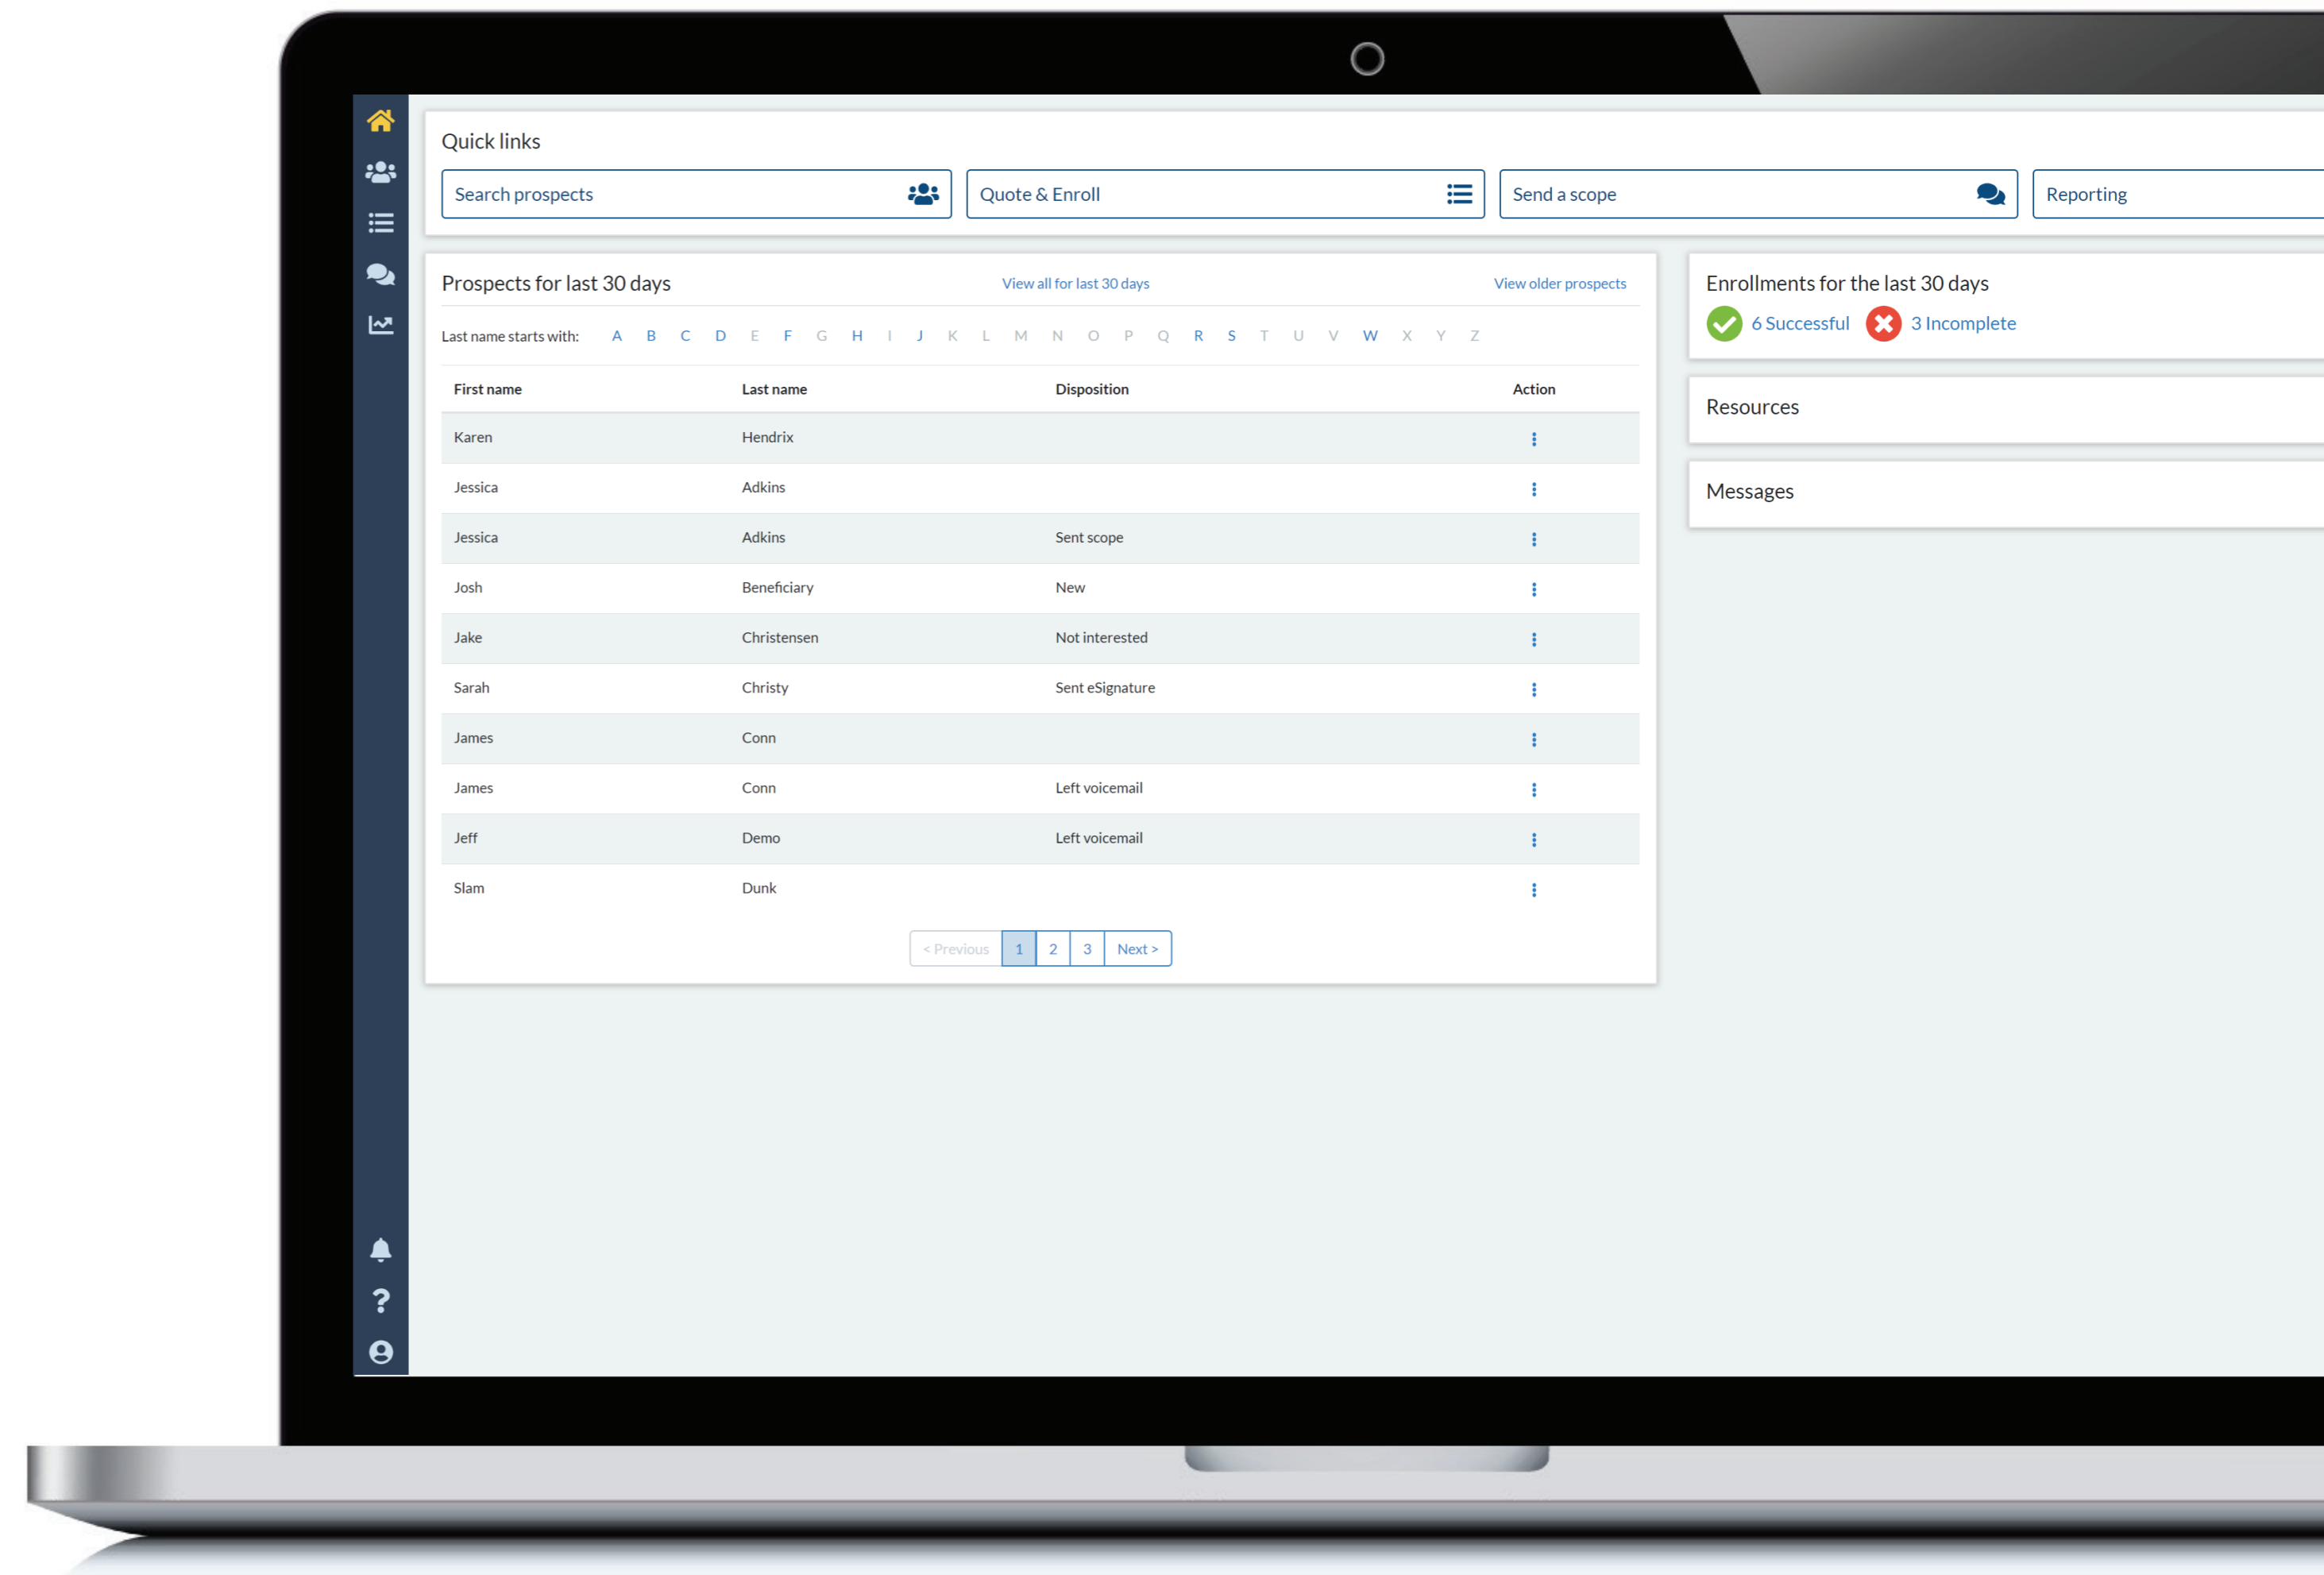 Quick links
Search prospects Quote & Enroll Send a scope Reporting
Prospects for last 30 days View all for last 30 days View older prospects
Last name starts with: A B C D E F G H I J K L M N O P Q R S T U V W X Y Z
First name Last name Disposition Action
Karen Hendrix
Jessica Adkins
Jessica Adkins Sent scope
Josh Beneficiary New
Jake Christensen Not interested
Sarah Christy Sent eSignature
James Conn
James Conn Left voicemail
Jeff Demo Left voicemail
Slam Dunk
< Previous 1 2 3 Next >
Enrollments for the last 30 days
6 Successful 3 Incomplete
Resources
Messages